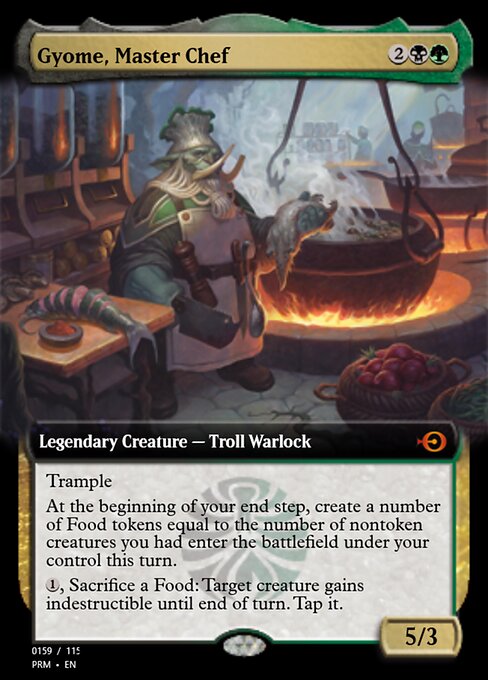 Gyome, Master Chef
2
Legendary Creature — Troll Warlock
Trample
At the beginning of your end step, create a number
of Food tokens equal to the number of nontoken
creatures you had enter the battlefield under your
control this turn.
1, Sacrifice a Food: Target creature gains
indestructible until end of turn. Tap it.
5/3
0159 / 115
PRM • EN